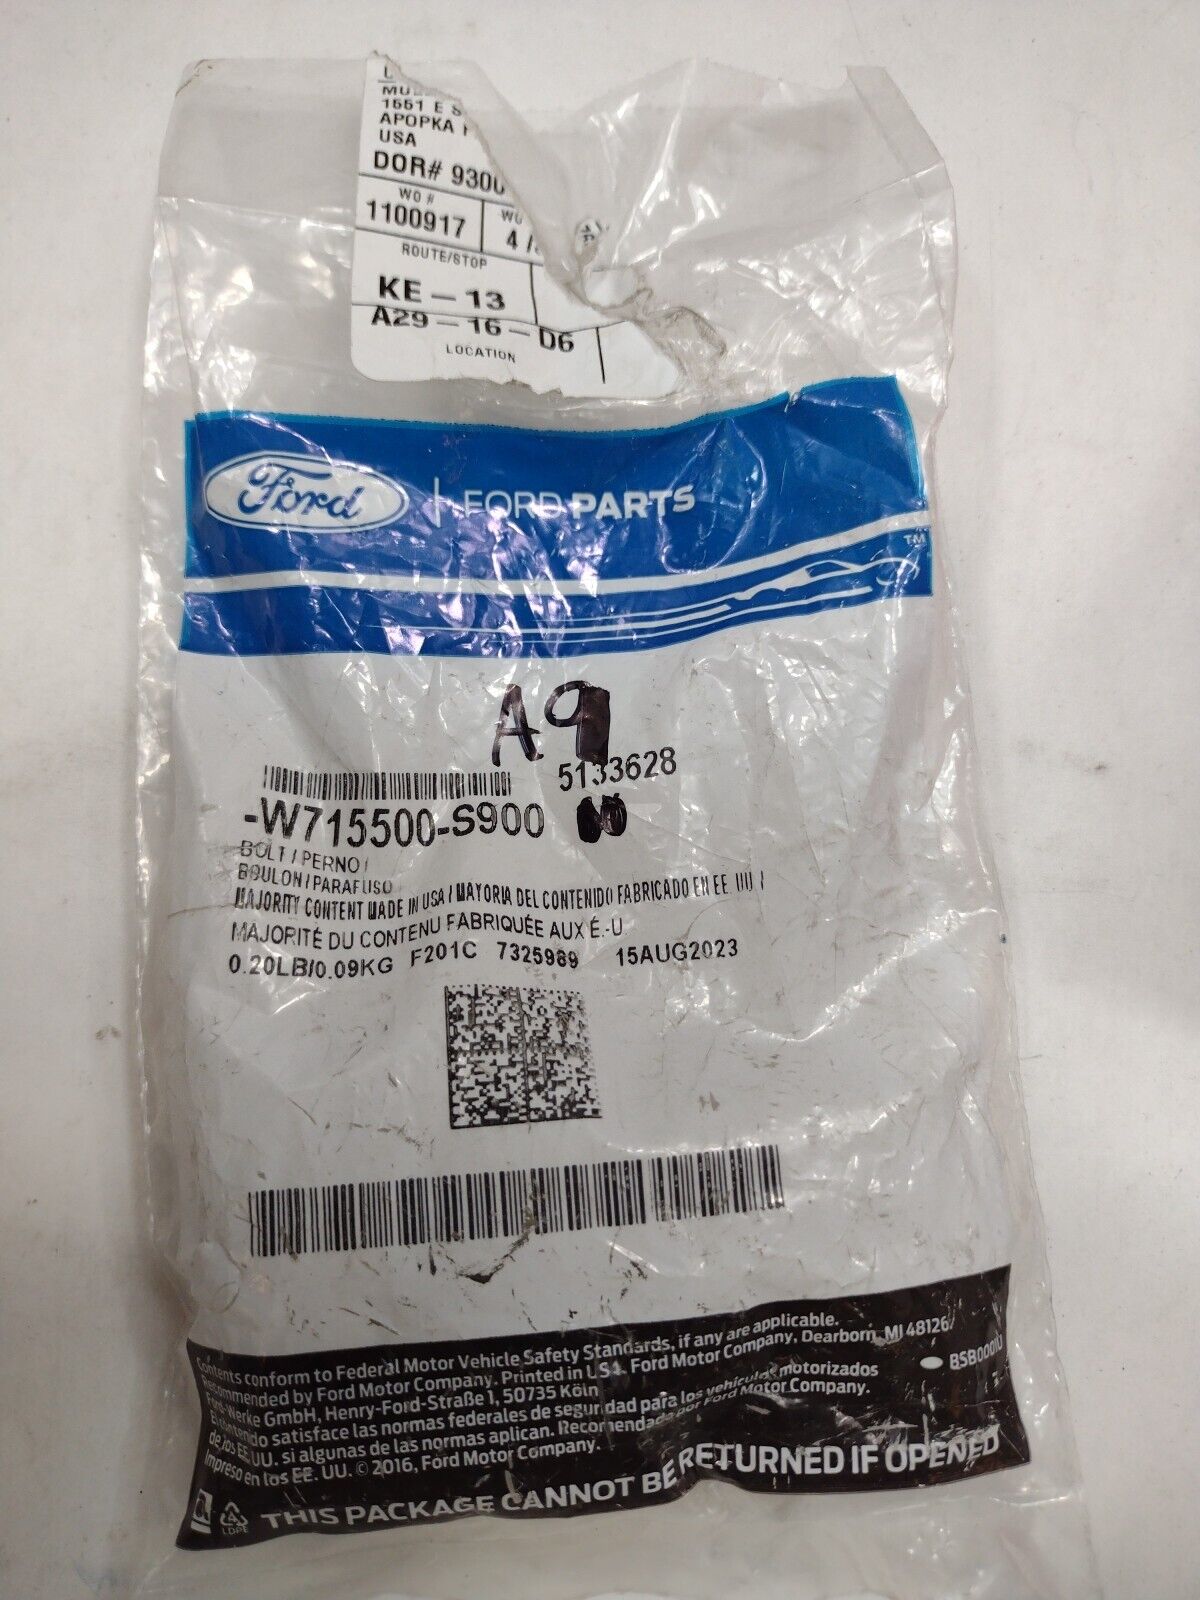 1551 E S
APOPKA
USA
DOR# 9300
WO #
1100917
4 /
ROUTE/STOP
KE - 13
A29 - 16 - D6
LOCATION
Ford | FORD PARTS
TM
A9
5133628
-W715500-S900
BOLT / PERNO /
BOULON / PARAFUSO
MAJORITY CONTENT MADE IN USA / MAYORIA DEL CONTENIDO FABRICADO EN EE. UU /
MAJORITÉ DU CONTENU FABRIQUÉE AUX É.-U.
0.20LB/0.09KG F201C 7325989 15AUG2023
Contents conform to Federal Motor Vehicle Safety Standards, if any are applicable.
Recommended by Ford Motor Company. Printed in U.S.A. Ford Motor Company, Dearborn, MI 48126/
Ford-Werke GmbH, Henry-Ford-Straße 1, 50735 Köln
El contenido satisface las normas federales de seguridad para los vehículos motorizados
de los EE. UU. si algunas de las normas aplican. Recomendado por Ford Motor Company.
Impreso en los EE. UU. © 2016, Ford Motor Company.
LDPE
THIS PACKAGE CANNOT BE RETURNED IF OPENED